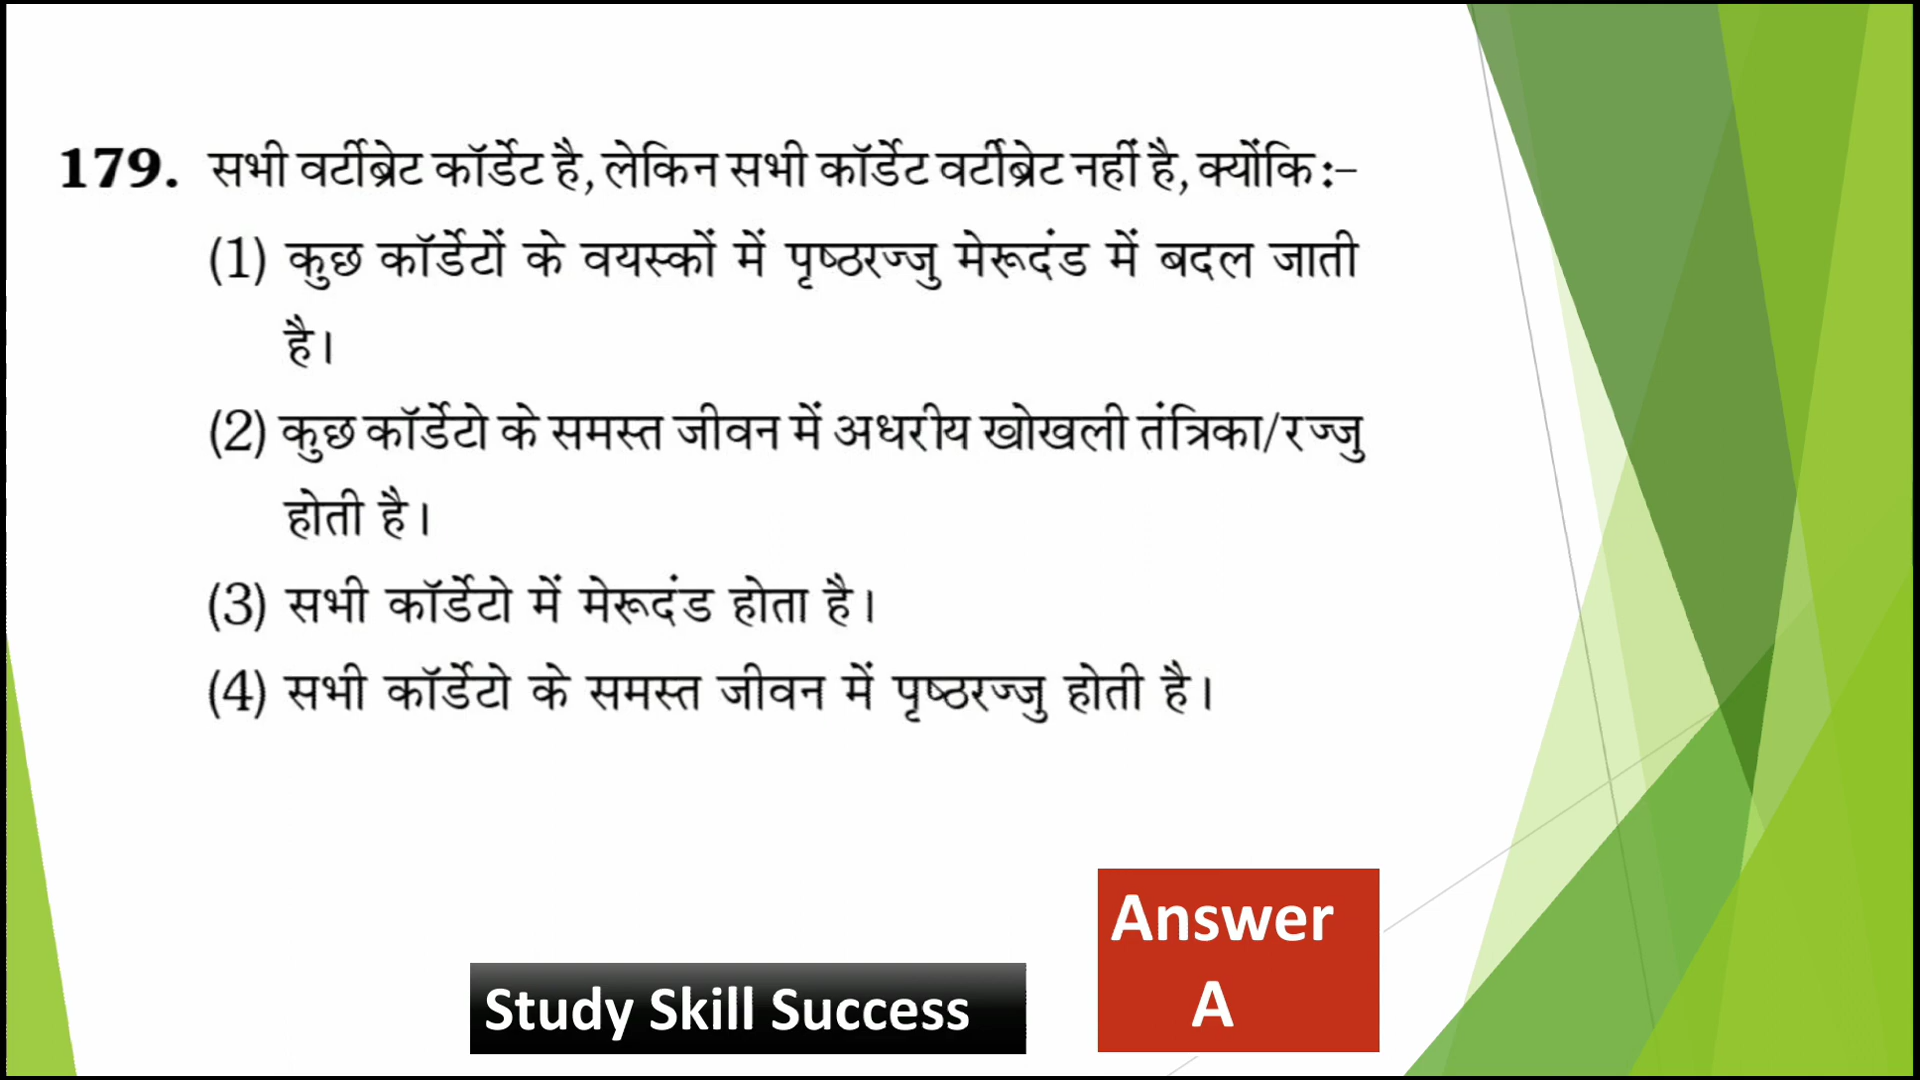 179. सभी वर्टीब्रेट कॉर्डेट है, लेकिन सभी कॉर्डेट वर्टीब्रेट नहीं है, क्योंकि :–
(1) कुछ कॉर्डेटों के वयस्कों में पृष्ठरज्जु मेरूदंड में बदल जाती
है।
(2) कुछ कॉर्डेटो के समस्त जीवन में अधरीय खोखली तंत्रिका/रज्जु
होती है।
(3) सभी कॉर्डेटो में मेरूदंड होता है।
(4) सभी कॉर्डेटो के समस्त जीवन में पृष्ठरज्जु होती है।
Answer
A
Study Skill Success